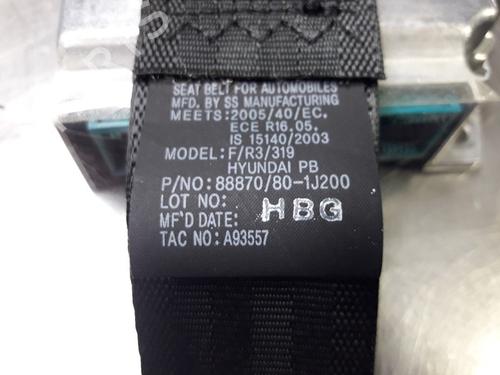 SEAT BELT FOR AUTOMOBILES
MFD. BY SS MANUFACTURING
MEETS:2005/40/EC.
ECE R16.05.
IS 15140/2003
MODEL: F/R3/319
HYUNDAI PB
P/NO: 88870/80-1J200
LOT NO:
HBG
MF'D DATE:
TAC NO: A93557